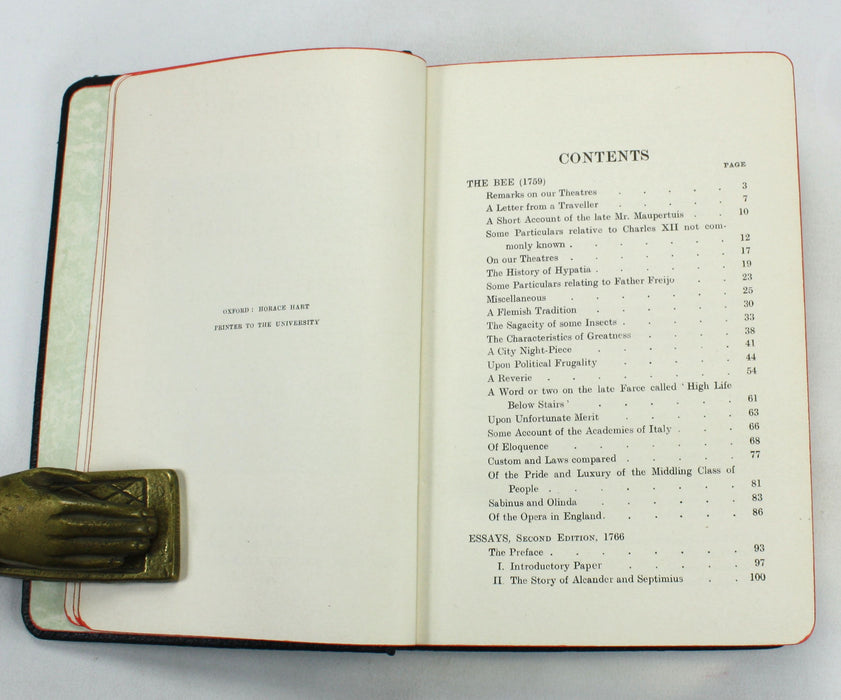 OXFORD: HORACE HART
PRINTER TO THE UNIVERSITY
CONTENTS
PAGE
THE BEE (1759)
Remarks on our Theatres . . . . . 3
A Letter from a Traveller . . . . . 7
A Short Account of the late Mr. Maupertuis . . 10
Some Particulars relative to Charles XII not com-
monly known . . . . . . . 12
On our Theatres . . . . . . 17
The History of Hypatia . . . . . . 19
Some Particulars relating to Father Freijo . . 23
Miscellaneous . . . . . . 25
A Flemish Tradition . . . . . . 30
The Sagacity of some Insects . . . . . 33
The Characteristics of Greatness . . . . 38
A City Night-Piece . . . . . 41
Upon Political Frugality . . . . . 44
A Reverie . . . . . . . 54
A Word or two on the late Farce called ' High Life
Below Stairs ' . . . . . . 61
Upon Unfortunate Merit . . . . . 63
Some Account of the Academies of Italy . . . 66
Of Eloquence . . . . . . 68
Custom and Laws compared . . . . . 77
Of the Pride and Luxury of the Middling Class of
People . . . . . . . 81
Sabinus and Olinda . . . . . . 83
Of the Opera in England . . . . . . 86
ESSAYS, SECOND EDITION, 1766
The Preface . . . . . . . . 93
I. Introductory Paper . . . . . 97
II. The Story of Alcander and Septimius . . 100